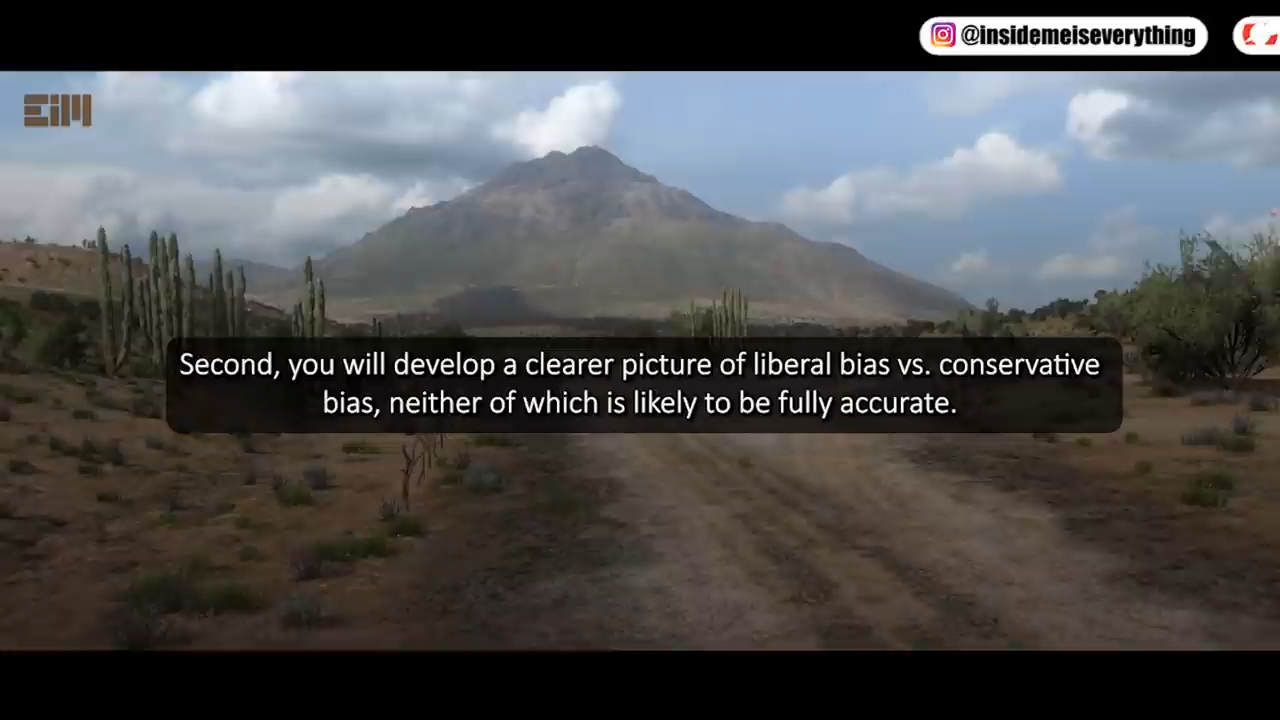 @insidemeiseverything
EiM
Second, you will develop a clearer picture of liberal bias vs. conservative
bias, neither of which is likely to be fully accurate.